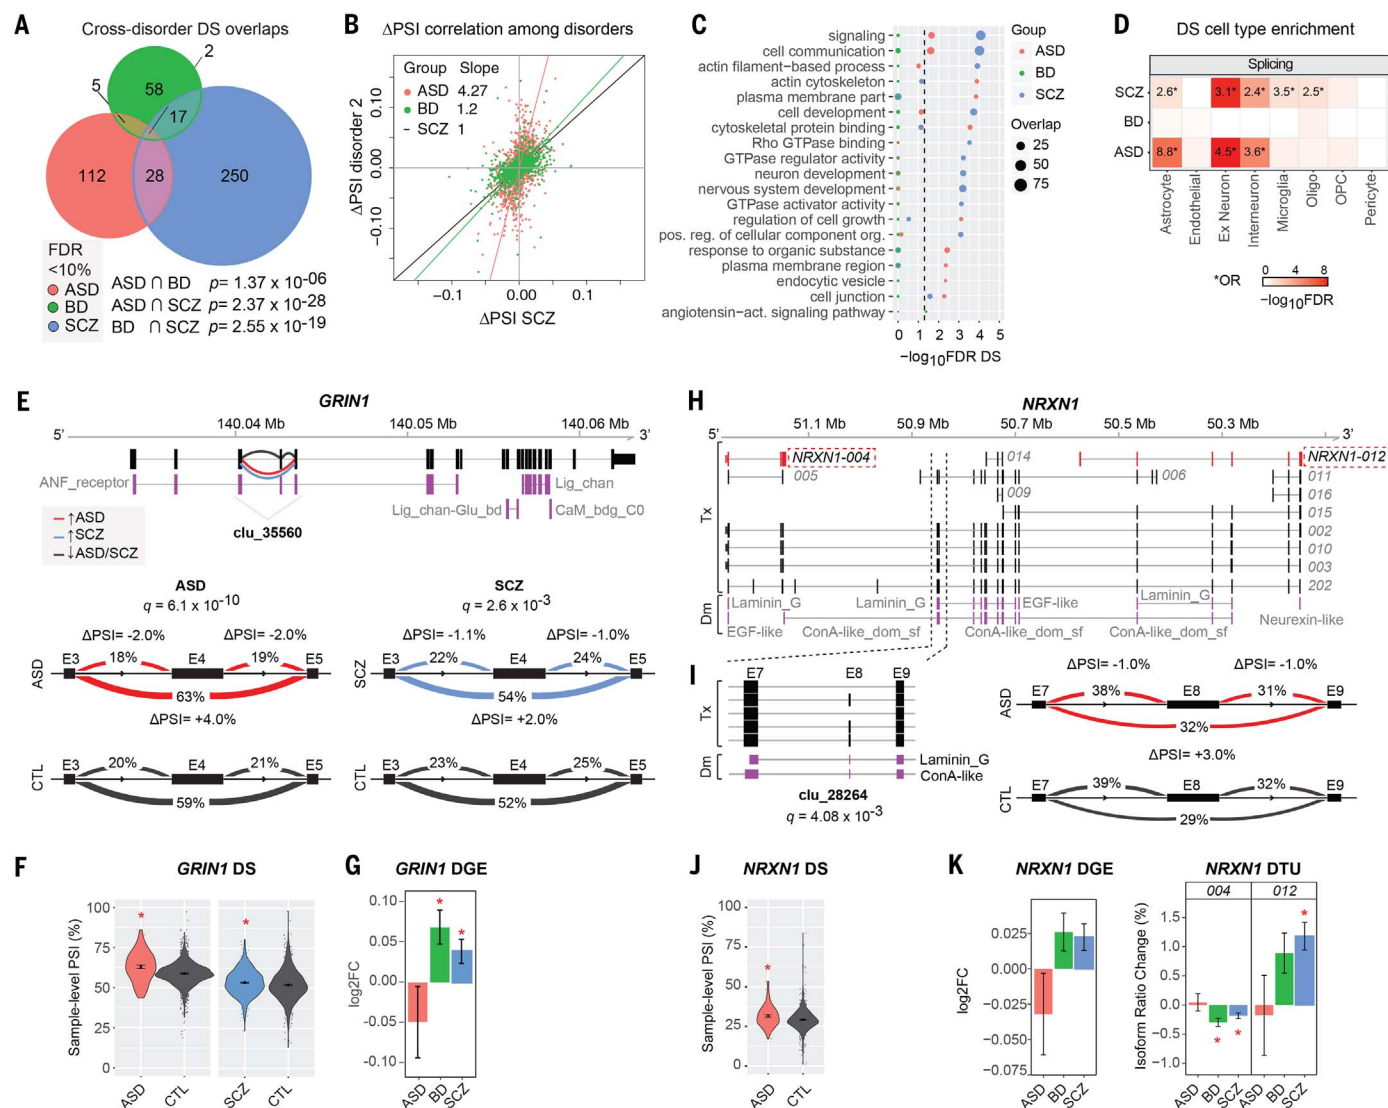 A
Cross-disorder DS overlaps
2
5
58
17
112
28
250
FDR
<10%
ASD
BD
SCZ
ASD ∩ BD p= 1.37 x 10-06
ASD ∩ SCZ p= 2.37 x 10-28
BD ∩ SCZ p= 2.55 x 10-19
B
ΔPSI correlation among disorders
Group Slope
ASD 4.27
BD 1.2
SCZ 1
ΔPSI disorder 2
0.10
0.00
−0.10
−0.1 0.00 0.1
ΔPSI SCZ
C
signaling
cell communication
actin filament-based process
actin cytoskeleton
plasma membrane part
cell development
cytoskeletal protein binding
Rho GTPase binding
GTPase regulator activity
neuron development
nervous system development
GTPase activator activity
regulation of cell growth
pos. reg. of cellular component org.
response to organic substance
plasma membrane region
endocytic vesicle
cell junction
angiotensin-act. signaling pathway
0 1 2 3 4 5
−log10FDR DS
Goup
ASD
BD
SCZ
Overlap
25
50
75
D
DS cell type enrichment
Splicing
SCZ 2.6* 3.1* 2.4* 3.5* 2.5*
BD
ASD 8.8* 4.5* 3.6*
Astrocyte
Endothelial
Ex Neuron
Interneuron
Microglia
Oligo
OPC
Pericyte
*OR
0 4 8
−log10FDR
E
GRIN1
5' 140.04 Mb 140.05 Mb 140.06 Mb 3'
ANF_receptor
Lig_chan
Lig_chan-Glu_bd
CaM_bdg_C0
clu_35560
↑ASD
↑SCZ
↓ASD/SCZ
ASD
q = 6.1 x 10-10
ΔPSI= -2.0% ΔPSI= -2.0%
ASD
E3 18% E4 19% E5
63%
ΔPSI= +4.0%
CTL
E3 20% E4 21% E5
59%
SCZ
q = 2.6 x 10-3
ΔPSI= -1.1% ΔPSI= -1.0%
SCZ
E3 22% E4 24% E5
54%
ΔPSI= +2.0%
CTL
E3 23% E4 25% E5
52%
F
GRIN1 DS
Sample-level PSI (%)
100
75
50
25
0
*
*
ASD
CTL
SCZ
CTL
G
GRIN1 DGE
log2FC
0.10
0.05
0.00
-0.05
-0.10
*
*
ASD
BD
SCZ
H
NRXN1
5' 51.1 Mb 50.9 Mb 50.7 Mb 50.5 Mb 50.3 Mb 3'
Tx
NRXN1-004
014
NRXN1-012
005
006
011
009
016
015
002
010
003
202
Dm
Laminin_G
Laminin_G
EGF-like
Laminin_G
EGF-like
ConA-like_dom_sf
ConA-like_dom_sf
ConA-like_dom_sf
Neurexin-like
I
E7 E8 E9
Tx
Dm
Laminin_G
ConA-like
clu_28264
q = 4.08 x 10-3
ΔPSI= -1.0% ΔPSI= -1.0%
ASD
E7 38% E8 31% E9
32%
ΔPSI= +3.0%
CTL
E7 39% E8 32% E9
29%
J
NRXN1 DS
Sample-level PSI (%)
100
75
50
25
0
*
ASD
CTL
K
NRXN1 DGE
log2FC
0.025
0.000
−0.025
−0.050
−0.075
ASD
BD
SCZ
NRXN1 DTU
004 012
Isoform Ratio Change (%)
1.5
1.0
0.5
0.0
−0.5
−1.0
*
*
*
ASD
BD
SCZ
ASD
BD
SCZ